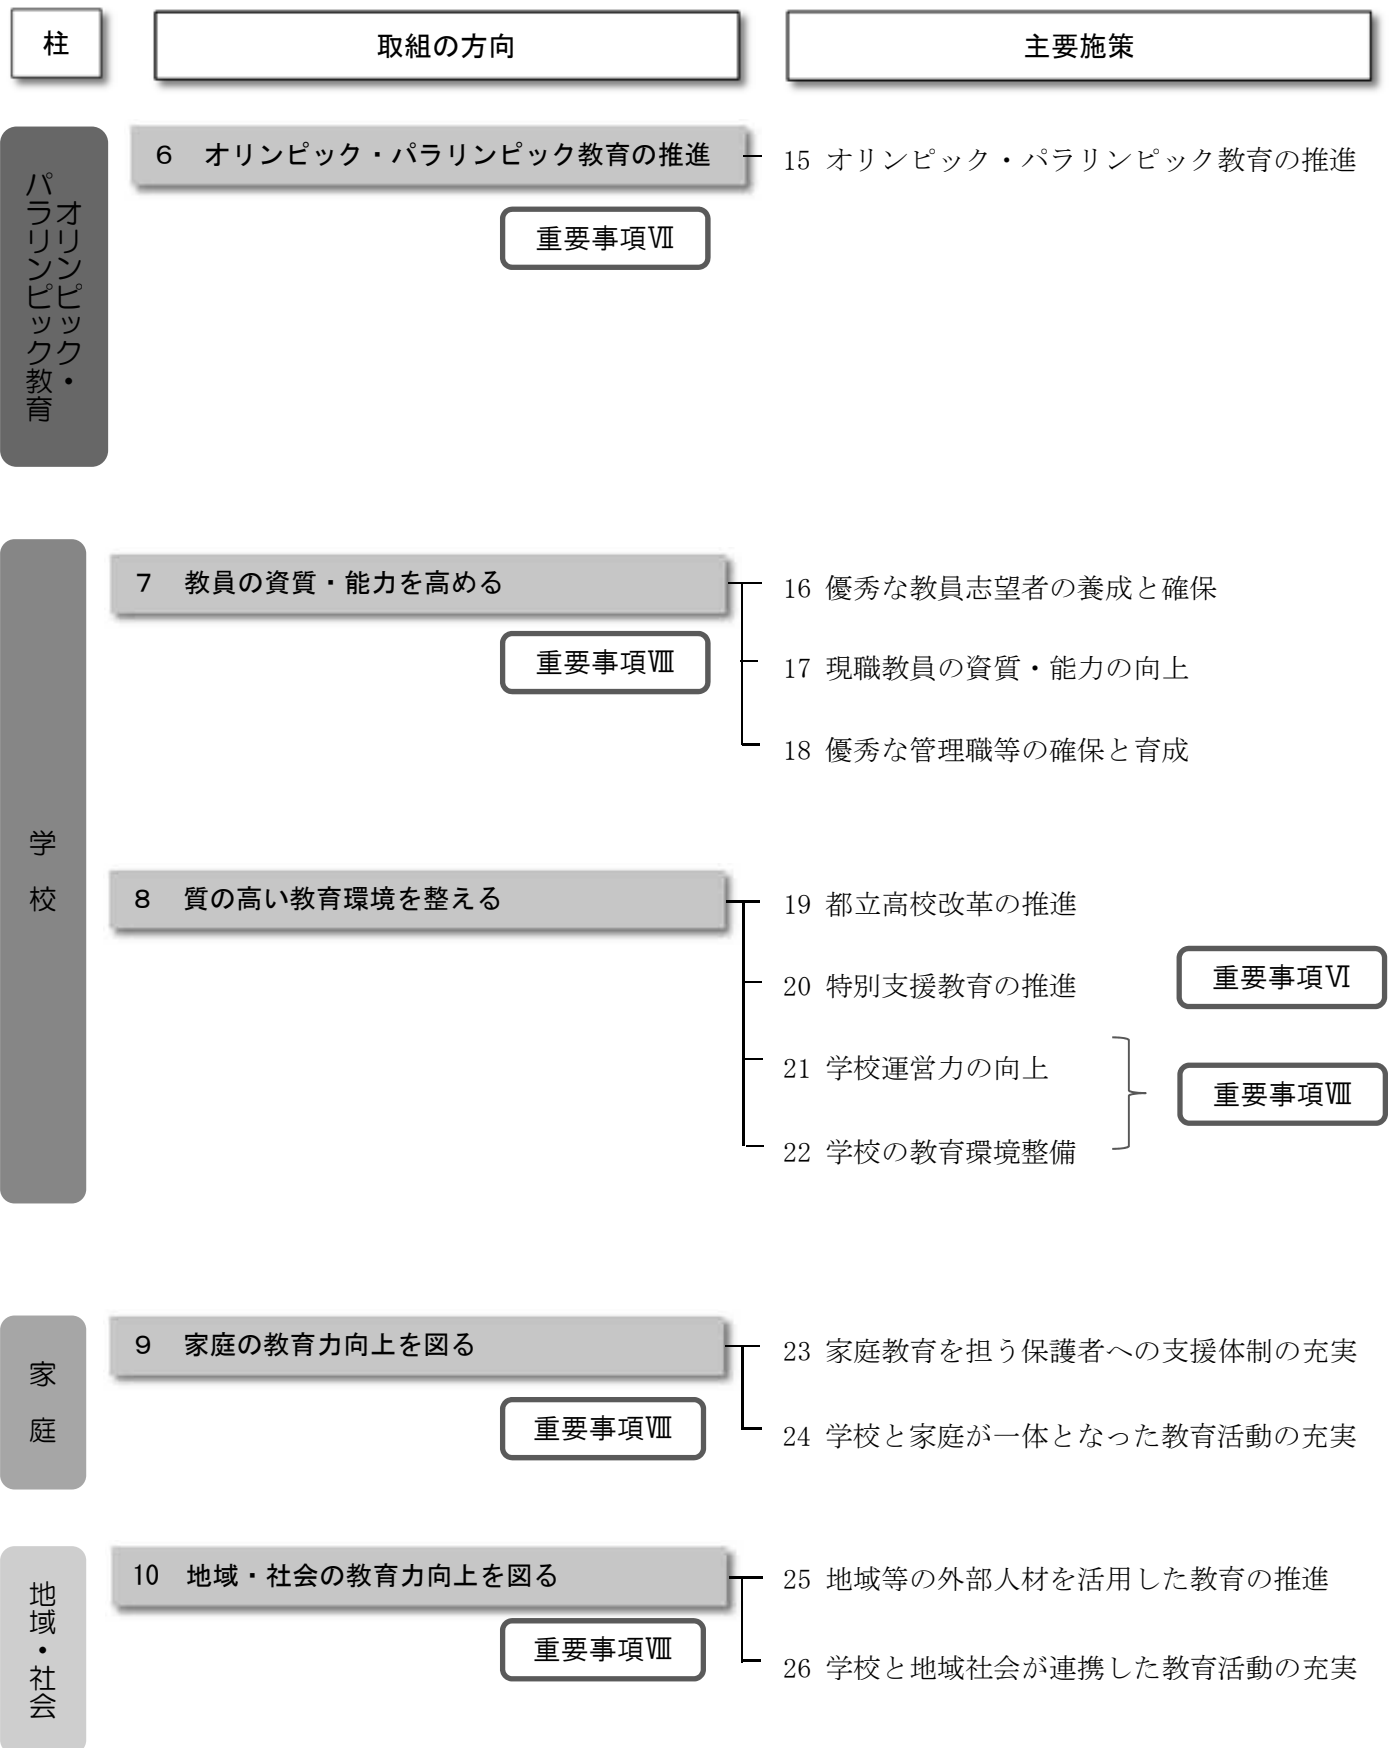 柱
取組の方向
主要施策
オリンピック・
パラリンピック教育
6 オリンピック・パラリンピック教育の推進
重要事項Ⅶ
15 オリンピック・パラリンピック教育の推進
学校
7 教員の資質・能力を高める
重要事項Ⅷ
16 優秀な教員志望者の養成と確保
17 現職教員の資質・能力の向上
18 優秀な管理職等の確保と育成
8 質の高い教育環境を整える
19 都立高校改革の推進
20 特別支援教育の推進
重要事項Ⅵ
21 学校運営力の向上
22 学校の教育環境整備
重要事項Ⅷ
家庭
9 家庭の教育力向上を図る
重要事項Ⅷ
23 家庭教育を担う保護者への支援体制の充実
24 学校と家庭が一体となった教育活動の充実
地域・社会
10 地域・社会の教育力向上を図る
重要事項Ⅷ
25 地域等の外部人材を活用した教育の推進
26 学校と地域社会が連携した教育活動の充実